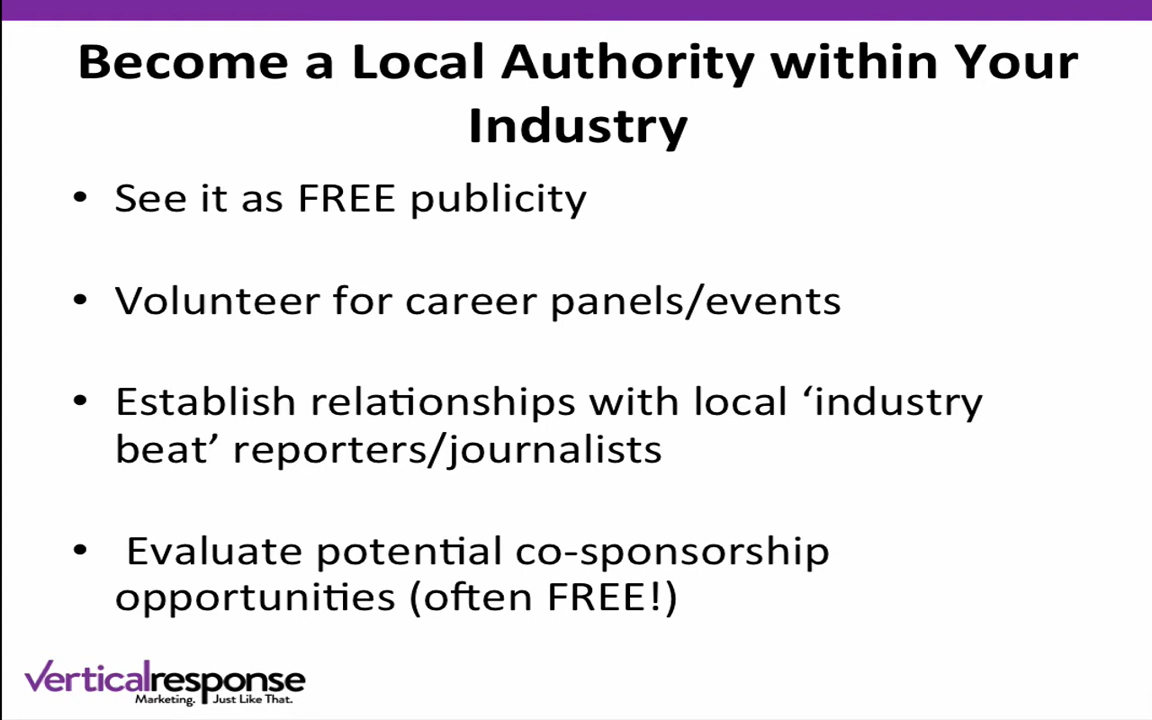 Become a Local Authority within Your
Industry
• See it as FREE publicity
• Volunteer for career panels/events
• Establish relationships with local ‘industry
beat’ reporters/journalists
• Evaluate potential co-sponsorship
opportunities (often FREE!)
verticalresponse
Marketing. Just Like That.